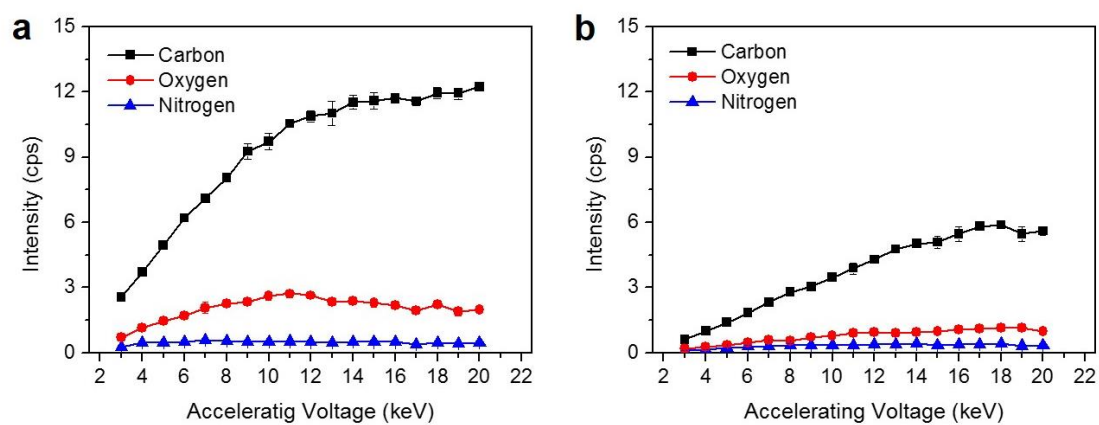 a
15
12
9
6
3
0
Intensity (cps)
Carbon
Oxygen
Nitrogen
2 4 6 8 10 12 14 16 18 20 22
Acceleratig Voltage (keV)
b
15
12
9
6
3
0
Intensity (cps)
Carbon
Oxygen
Nitrogen
2 4 6 8 10 12 14 16 18 20 22
Accelerating Voltage (keV)